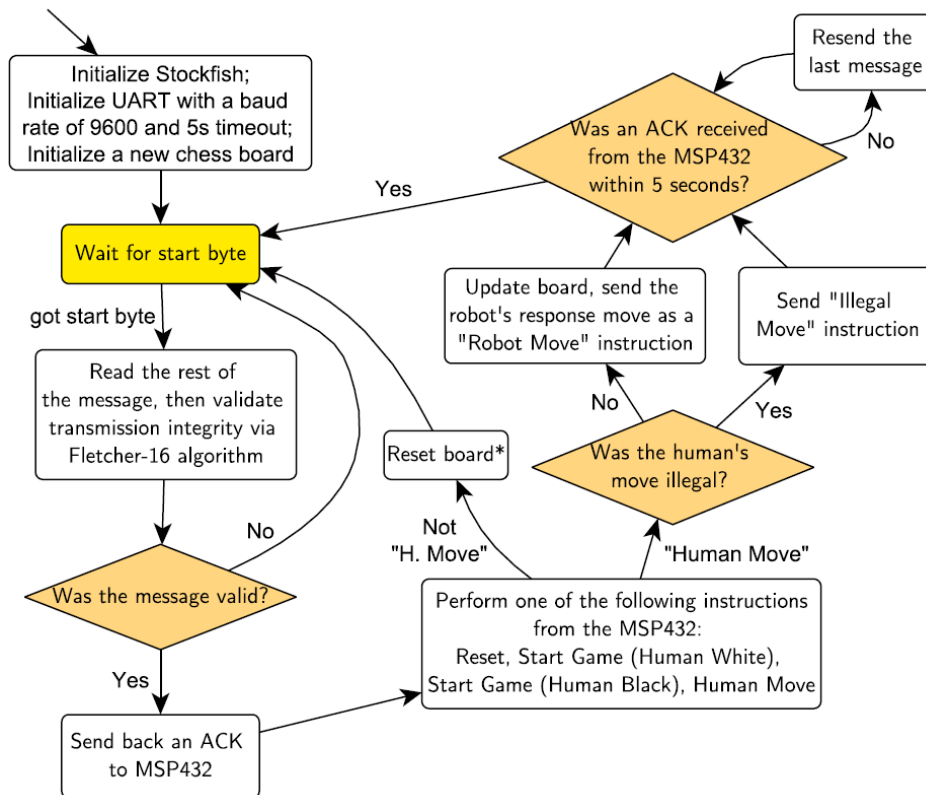 Initialize Stockfish;
Initialize UART with a baud
rate of 9600 and 5s timeout;
Initialize a new chess board
Wait for start byte
got start byte
Read the rest of
the message, then validate
transmission integrity via
Fletcher-16 algorithm
Was the message valid?
No
Yes
Send back an ACK
to MSP432
Perform one of the following instructions
from the MSP432:
Reset, Start Game (Human White),
Start Game (Human Black), Human Move
Not
"H. Move"
Reset board*
"Human Move"
Was the human's
move illegal?
No
Yes
Update board, send the
robot's response move as a
"Robot Move" instruction
Send "Illegal
Move" instruction
Was an ACK received
from the MSP432
within 5 seconds?
Yes
No
Resend the
last message